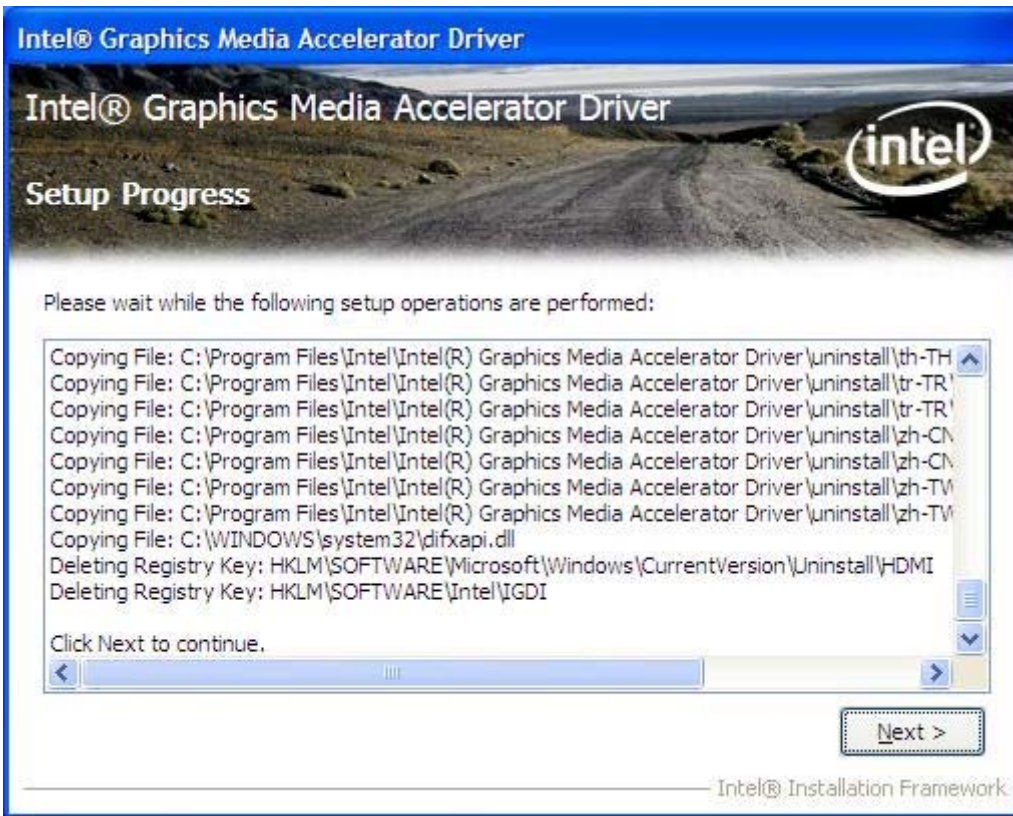 Intel® Graphics Media Accelerator Driver
Intel® Graphics Media Accelerator Driver
intel
Setup Progress
Please wait while the following setup operations are performed:
Copying File: C:\Program Files\Intel\Intel(R) Graphics Media Accelerator Driver\uninstall\th-TH
Copying File: C:\Program Files\Intel\Intel(R) Graphics Media Accelerator Driver\uninstall\tr-TR\
Copying File: C:\Program Files\Intel\Intel(R) Graphics Media Accelerator Driver\uninstall\tr-TR\
Copying File: C:\Program Files\Intel\Intel(R) Graphics Media Accelerator Driver\uninstall\zh-CN
Copying File: C:\Program Files\Intel\Intel(R) Graphics Media Accelerator Driver\uninstall\zh-CN
Copying File: C:\Program Files\Intel\Intel(R) Graphics Media Accelerator Driver\uninstall\zh-TW
Copying File: C:\Program Files\Intel\Intel(R) Graphics Media Accelerator Driver\uninstall\zh-TW
Copying File: C:\WINDOWS\system32\difxapi.dll
Deleting Registry Key: HKLM\SOFTWARE\Microsoft\Windows\CurrentVersion\Uninstall\HDMI
Deleting Registry Key: HKLM\SOFTWARE\Intel\IGDI
Click Next to continue.
Next >
Intel® Installation Framework